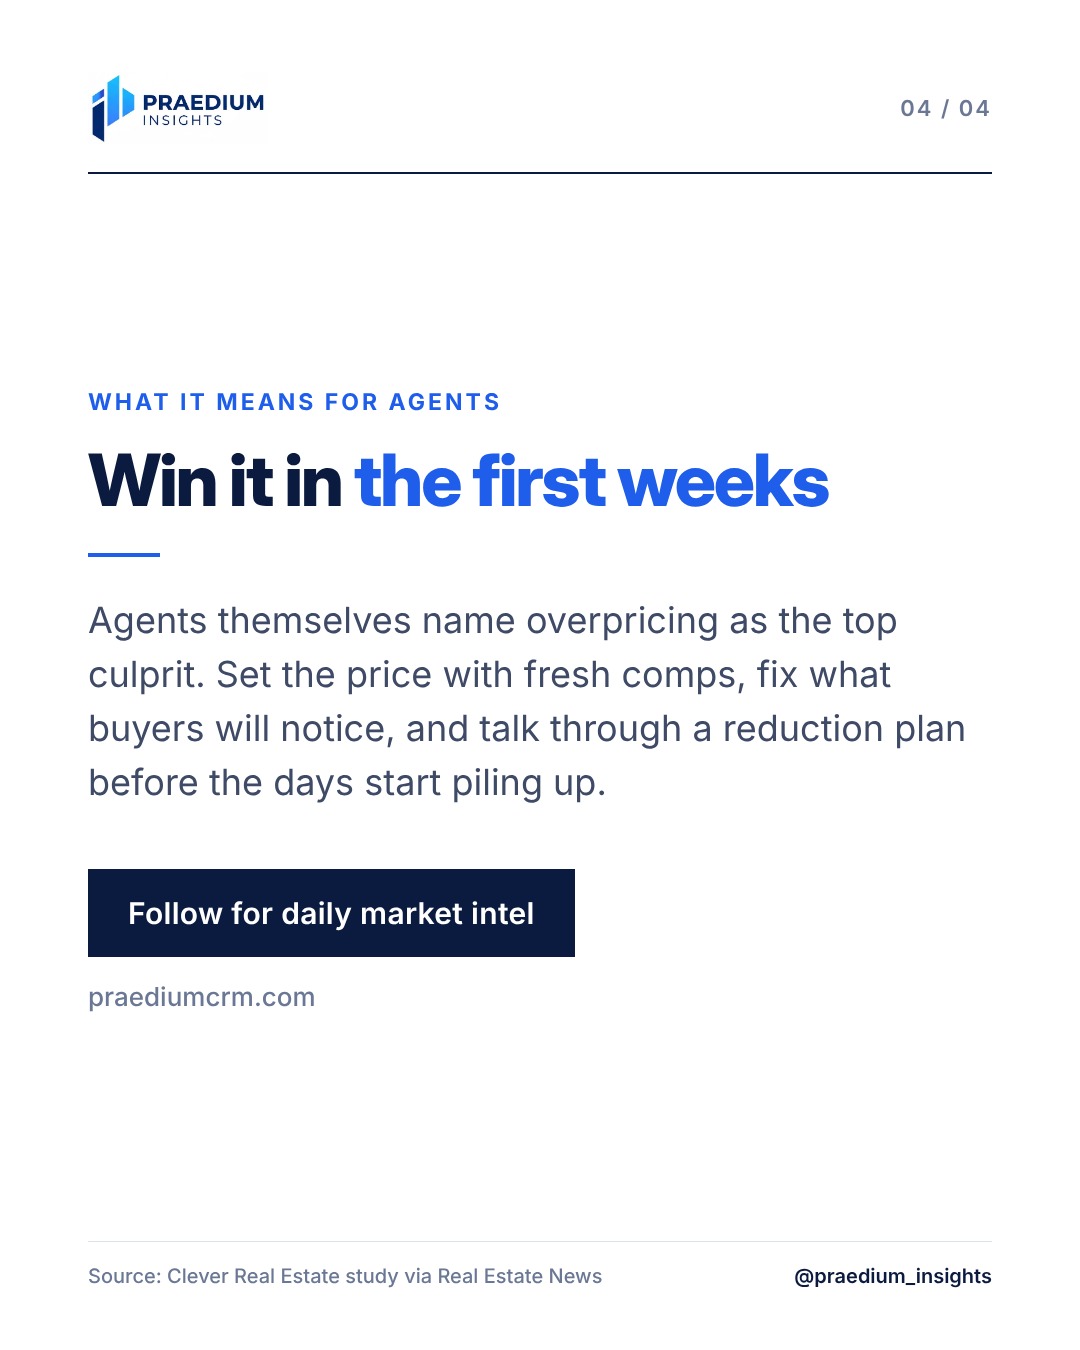 PRAEDIUM
INSIGHTS
04 / 04
WHAT IT MEANS FOR AGENTS
Win it in the first weeks
Agents themselves name overpricing as the top
culprit. Set the price with fresh comps, fix what
buyers will notice, and talk through a reduction plan
before the days start piling up.
Follow for daily market intel
praediumcrm.com
Source: Clever Real Estate study via Real Estate News
@praedium_insights